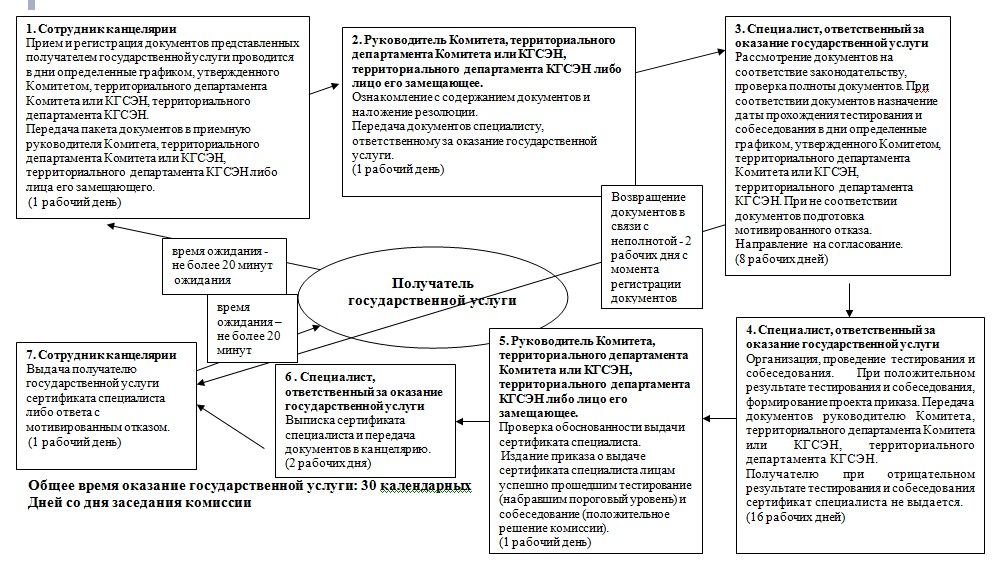 1. Сотрудник канцелярии
Прием и регистрация документов представленных
получателем государственной услуги проводится
в дни определенные графиком, утвержденного
Комитетом, территориального департамента
Комитета или КГСЭН, территориального
департамента КГСЭН.
Передача пакета документов в приемную
руководителя Комитета, территориального
департамента Комитета или КГСЭН,
территориального департамента КГСЭН либо
лица его замещающего.
(1 рабочий день)
2. Руководитель Комитета, территориального
департамента Комитета или КГСЭН,
территориального департамента КГСЭН либо
лицо его замещающее.
Ознакомление с содержанием документов и
наложение резолюции.
Передача документов специалисту,
ответственному за оказание государственной
услуги.
(1 рабочий день)
3. Специалист, ответственный за
оказание государственной услуги
Рассмотрение документов на
соответствие законодательству,
проверка полноты документов. При
соответствии документов назначение
даты прохождения тестирования и
собеседования в дни определенные
графиком, утвержденного Комитетом,
территориального департамента
Комитета или КГСЭН,
территориального департамента
КГСЭН. При не соответствии
документов подготовка
мотивированного отказа.
Направление на согласование.
(8 рабочих дней)
Возвращение
документов в
связи с
неполнотой - 2
рабочих дня с
момента
регистрации
документов
время ожидания -
не более 20 минут
ожидания
Получатель
государственной услуги
время
ожидания –
не более 20
минут
4. Специалист, ответственный за
оказание государственной услуги
Организация, проведение тестирования и
собеседования. При положительном
результате тестирования и собеседования,
формирование проекта приказа. Передача
документов руководителю Комитета,
территориального департамента Комитета
или КГСЭН, территориального
департамента КГСЭН.
Получателю при отрицательном
результате тестирования и собеседования
сертификат специалиста не выдается.
(16 рабочих дней)
5. Руководитель Комитета,
территориального департамента
Комитета или КГСЭН,
территориального департамента
КГСЭН либо лицо его
замещающее.
Проверка обоснованности выдачи
сертификата специалиста.
Издание приказа о выдаче
сертификата специалиста лицам
успешно прошедшим тестирование
(набравшим пороговый уровень) и
собеседование (положительное
решение комиссии).
(1 рабочий день)
6 . Специалист,
ответственный за оказание
государственной услуги
Выписка сертификата
специалиста и передача
документов в канцелярию.
(2 рабочих дня)
7. Сотрудник канцелярии
Выдача получателю
государственной услуги
сертификата специалиста
либо ответа с
мотивированным отказом.
(1 рабочий день)
Общее время оказание государственной услуги: 30 календарных
Дней со дня заседания комиссии